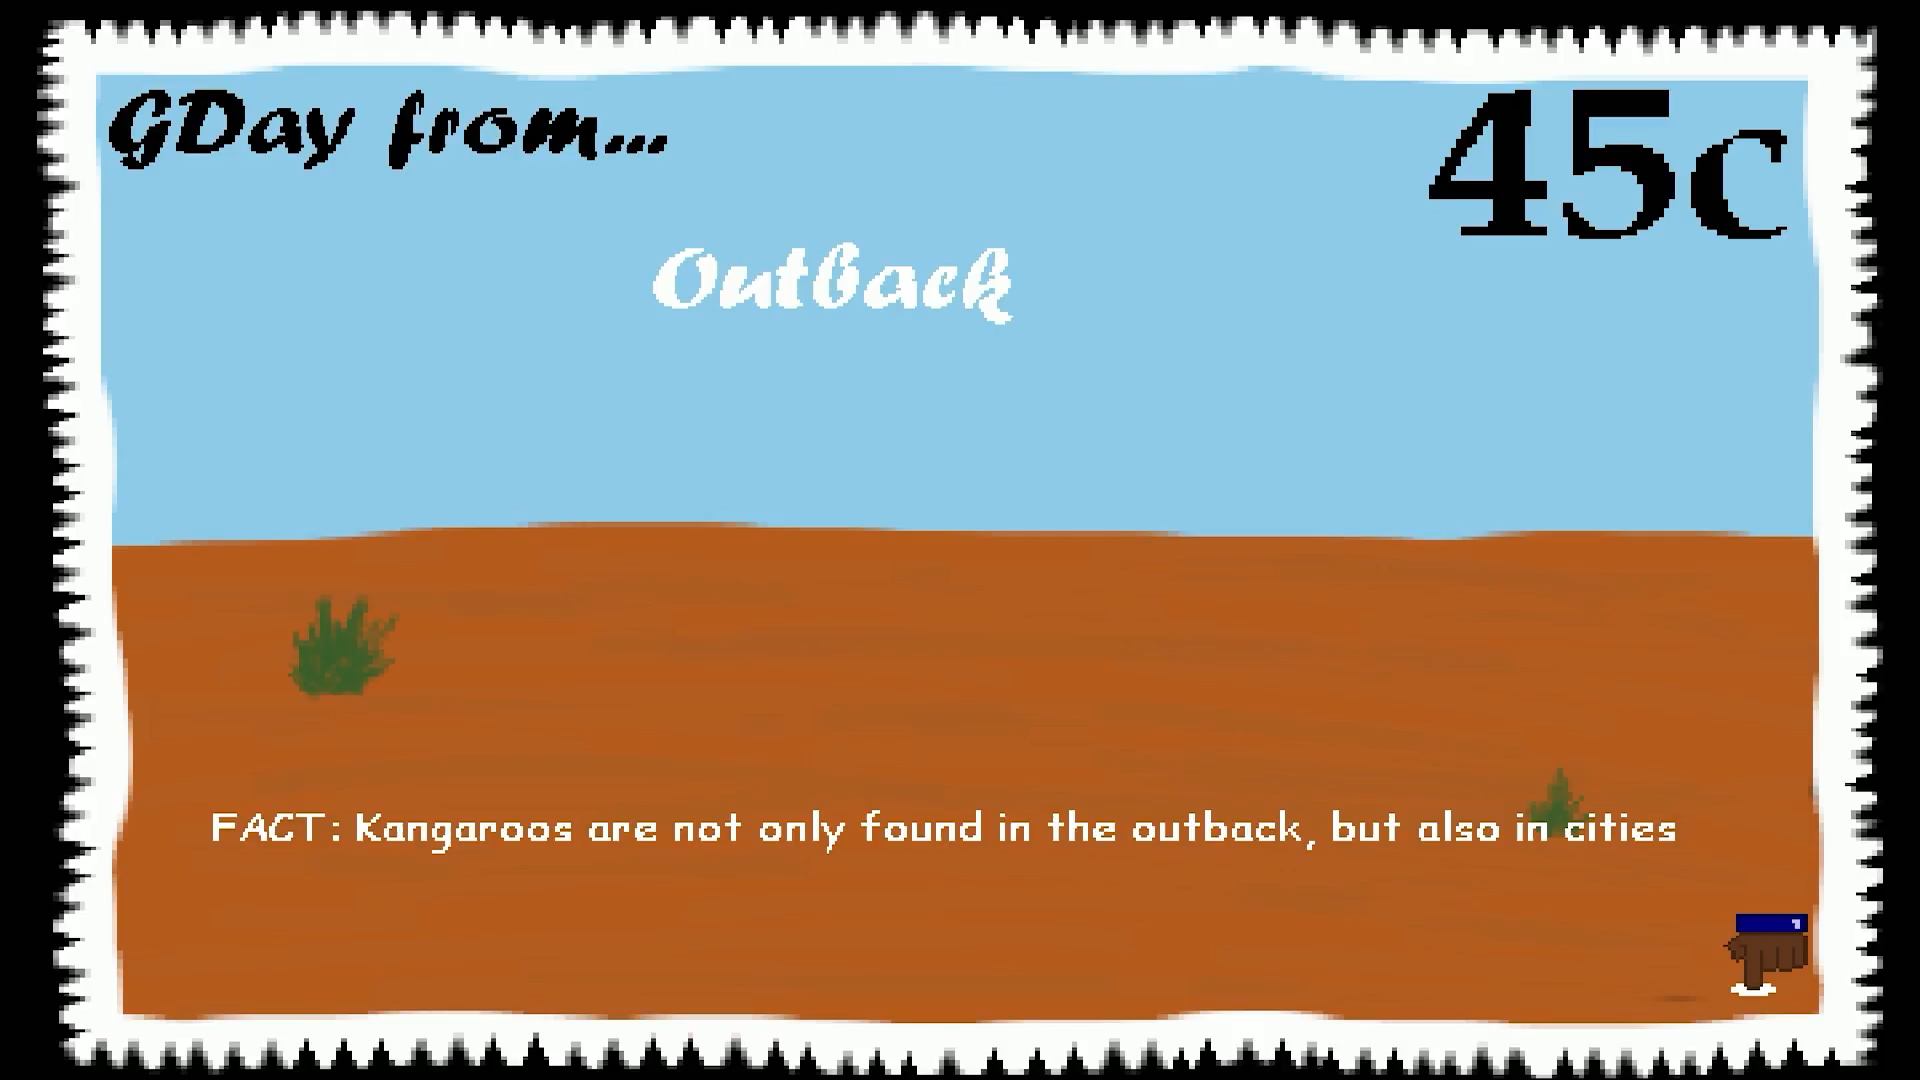 GDay from...
45c
Outback
FACT: Kangaroos are not only found in the outback, but also in cities